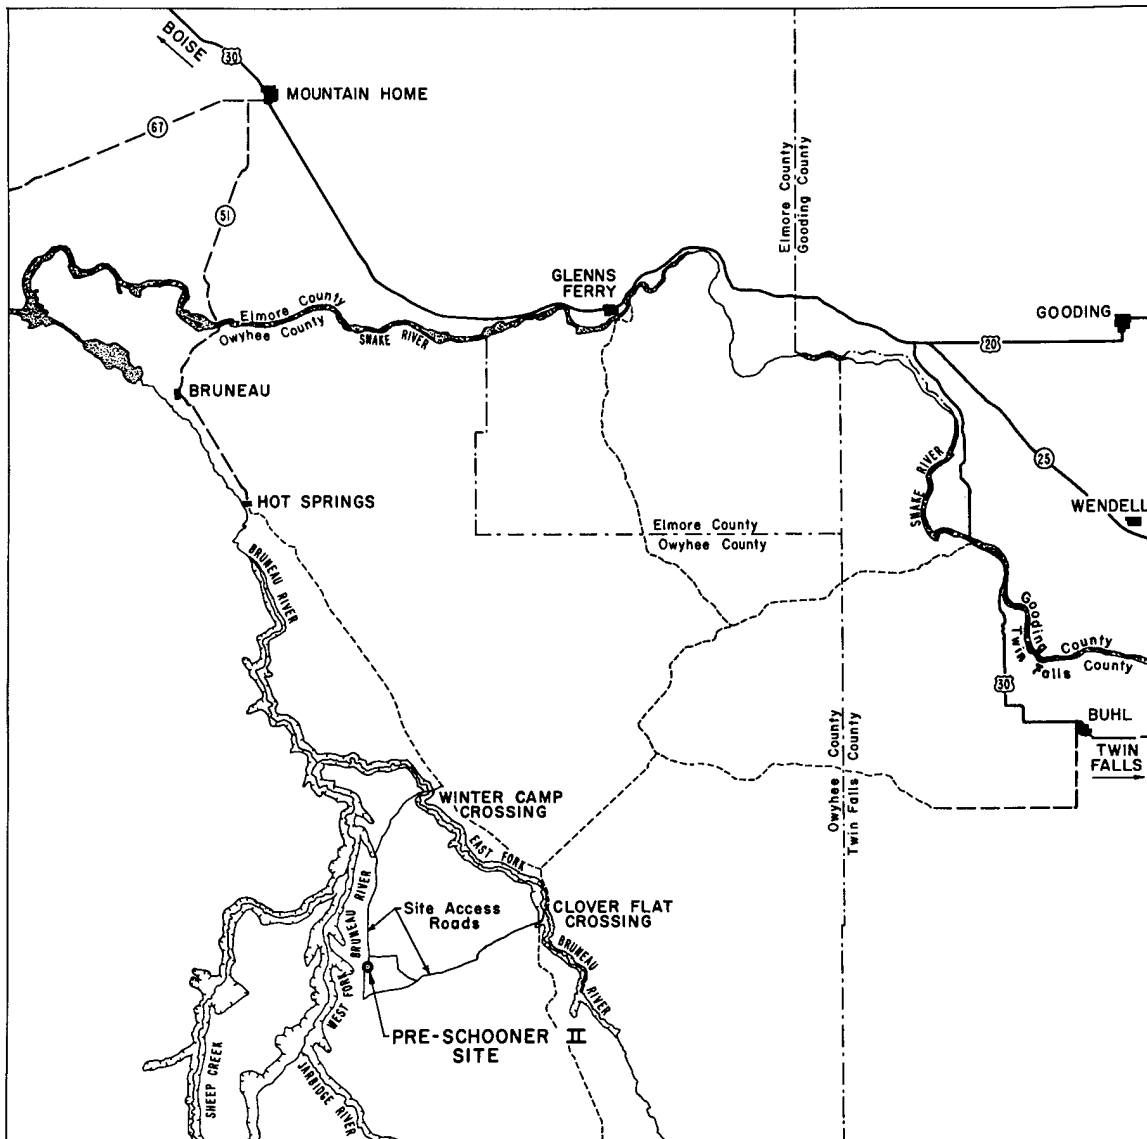 BOISE
30
MOUNTAIN HOME
67
51
Elmore County
Gooding County
GLENNS
FERRY
GOODING
Elmore County
Owyhee County
SNAKE RIVER
20
BRUNEAU
25
SNAKE RIVER
WENDELL
HOT SPRINGS
Elmore County
Owyhee County
BRUNEAU RIVER
Gooding County
Twin Falls County
30
BUHL
TWIN
FALLS
Owyhee County
Twin Falls County
WINTER CAMP
CROSSING
EAST FORK
BRUNEAU RIVER
Site Access
Roads
CLOVER FLAT
CROSSING
WEST FORK BRUNEAU RIVER
PRE-SCHOONER II
SITE
SHEEP CREEK
JARBIDGE RIVER